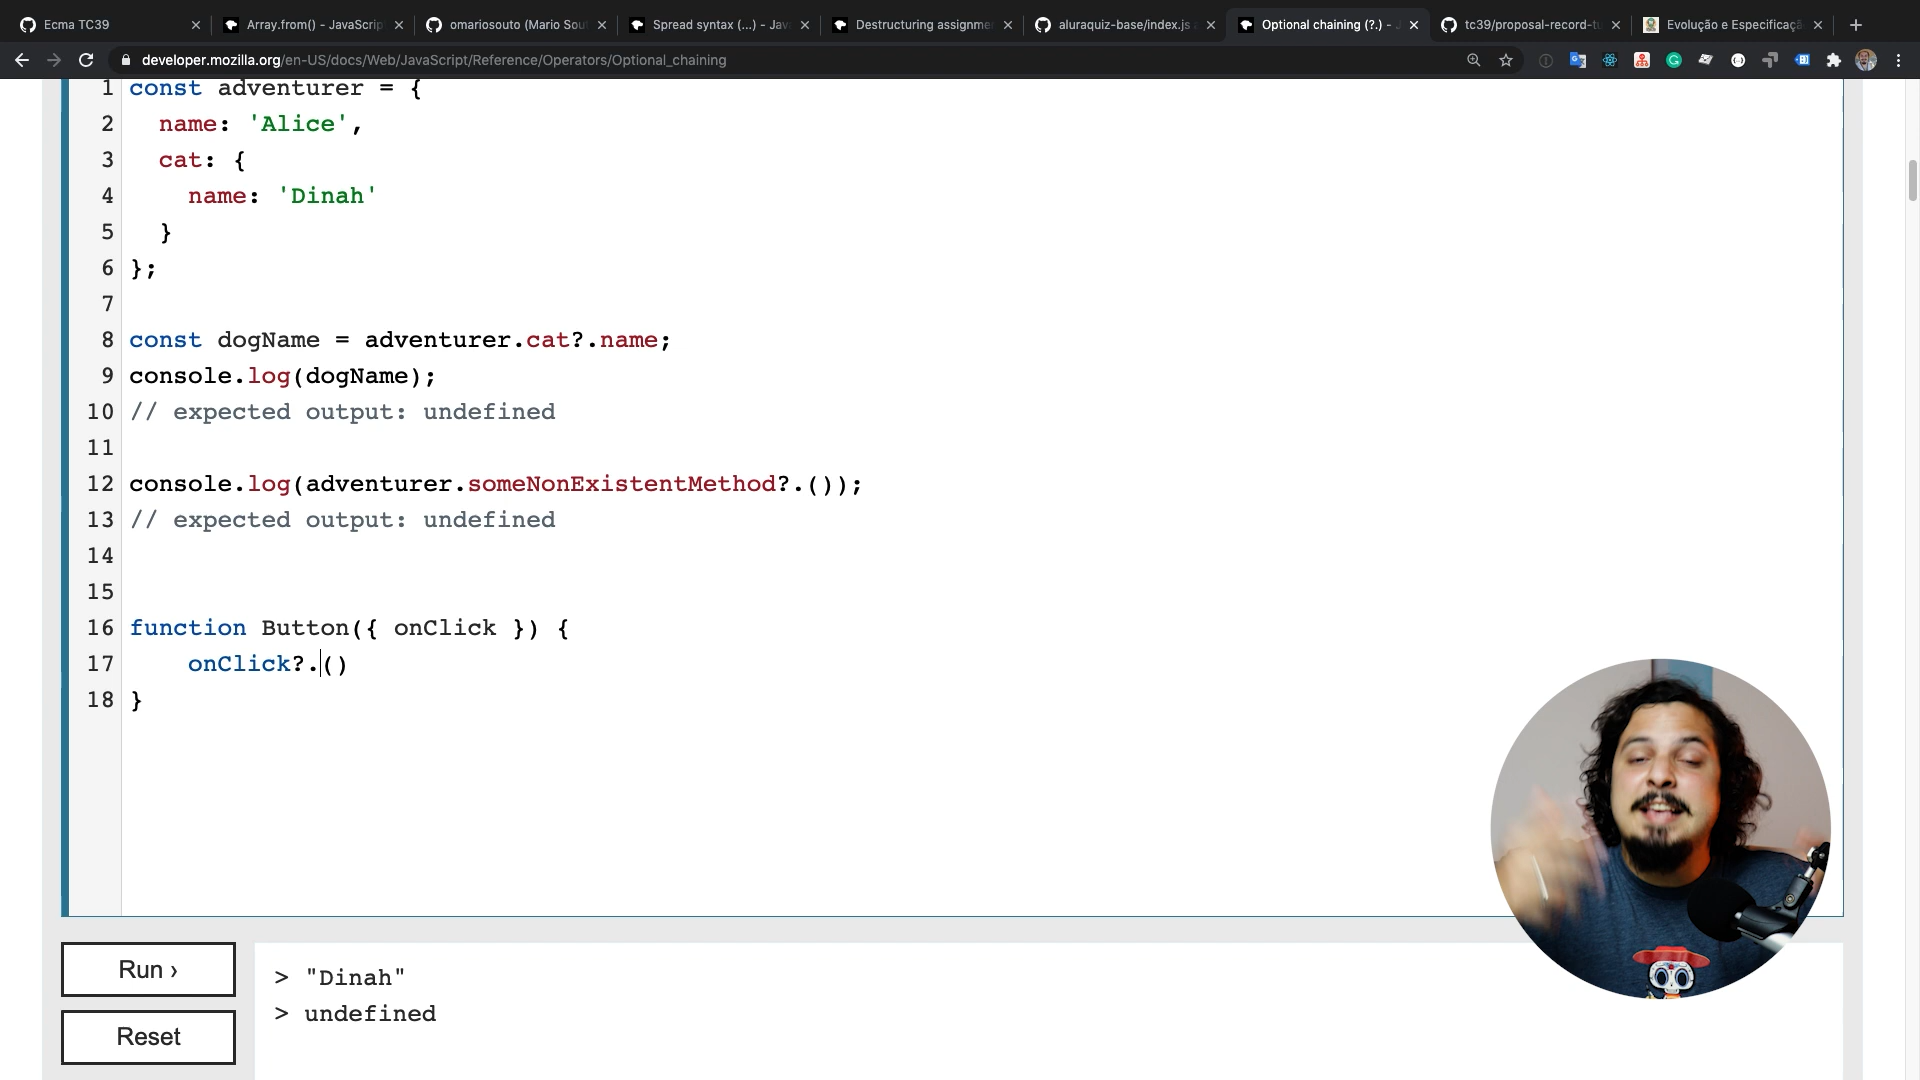 Ecma TC39
Array.from() - JavaScrip
omariosouto (Mario Sou
Spread syntax (...) - Jav
Destructuring assignme
aluraquiz-base/index.js a
Optional chaining (?.) - J
tc39/proposal-record-tu
Evolução e Especificaçã
developer.mozilla.org/en-US/docs/Web/JavaScript/Reference/Operators/Optional_chaining
1 const adventurer = {
2 name: 'Alice',
3 cat: {
4 name: 'Dinah'
5 }
6 };
7
8 const dogName = adventurer.cat?.name;
9 console.log(dogName);
10 // expected output: undefined
11
12 console.log(adventurer.someNonExistentMethod?.());
13 // expected output: undefined
14
15
16 function Button({ onClick }) {
17 onClick?.()
18 }
Run ›
Reset
> "Dinah"
> undefined